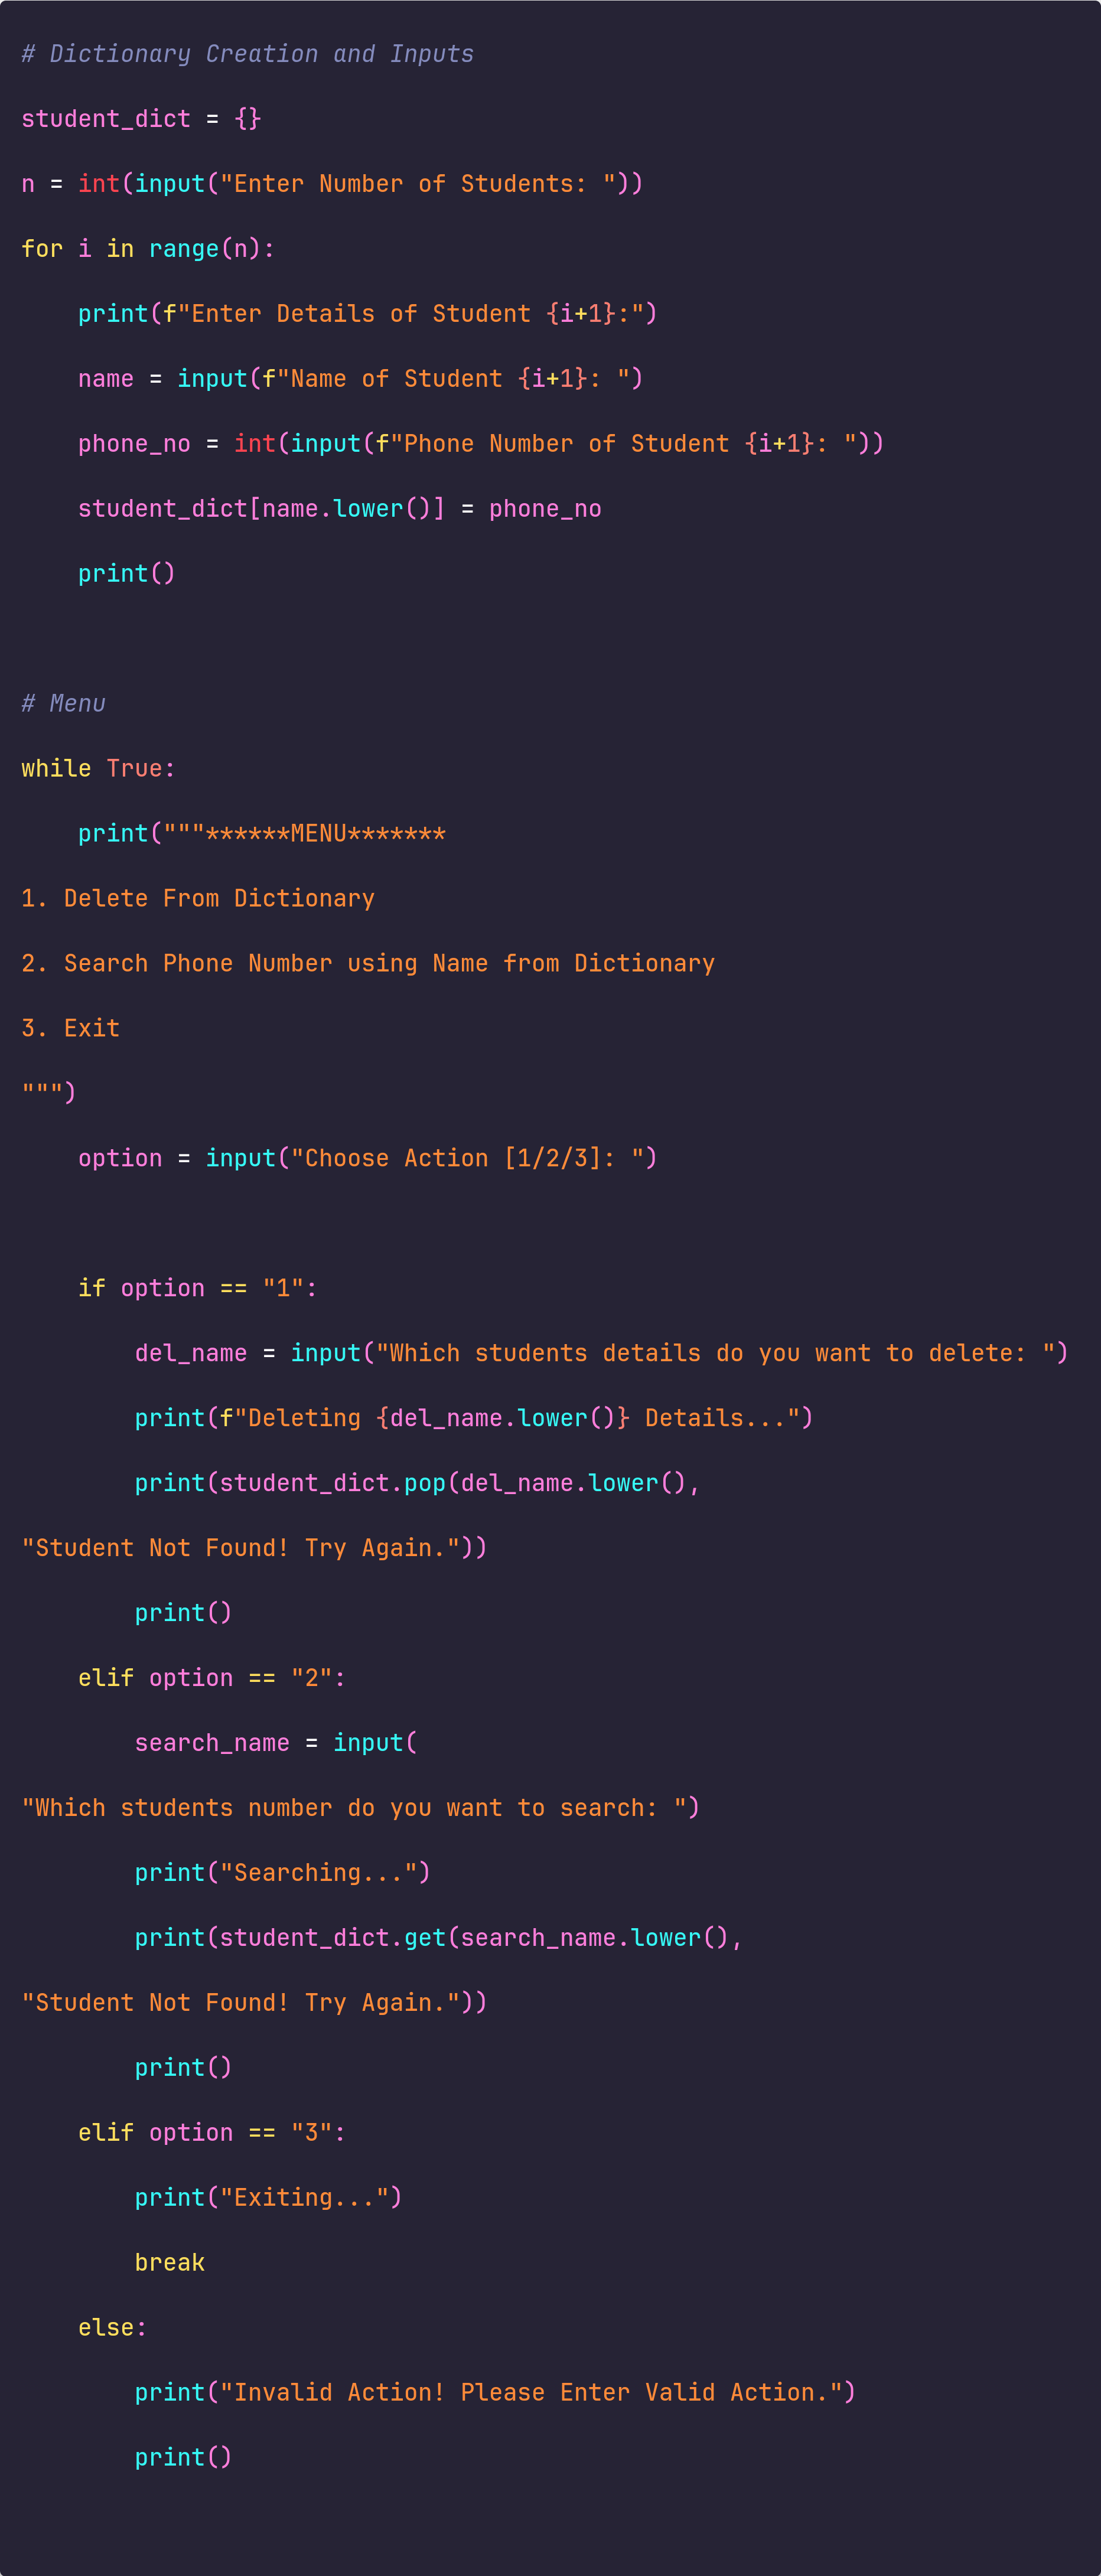 # Dictionary Creation and Inputs
student_dict = {}
n = int(input("Enter Number of Students: "))
for i in range(n):
    print(f"Enter Details of Student {i+1}:")
    name = input(f"Name of Student {i+1}: ")
    phone_no = int(input(f"Phone Number of Student {i+1}: "))
    student_dict[name.lower()] = phone_no
    print()

# Menu
while True:
    print("""******MENU*******
1. Delete From Dictionary
2. Search Phone Number using Name from Dictionary
3. Exit
""")
    option = input("Choose Action [1/2/3]: ")

    if option == "1":
        del_name = input("Which students details do you want to delete: ")
        print(f"Deleting {del_name.lower()} Details...")
        print(student_dict.pop(del_name.lower(),
"Student Not Found! Try Again."))
        print()
    elif option == "2":
        search_name = input(
"Which students number do you want to search: ")
        print("Searching...")
        print(student_dict.get(search_name.lower(),
"Student Not Found! Try Again."))
        print()
    elif option == "3":
        print("Exiting...")
        break
    else:
        print("Invalid Action! Please Enter Valid Action.")
        print()